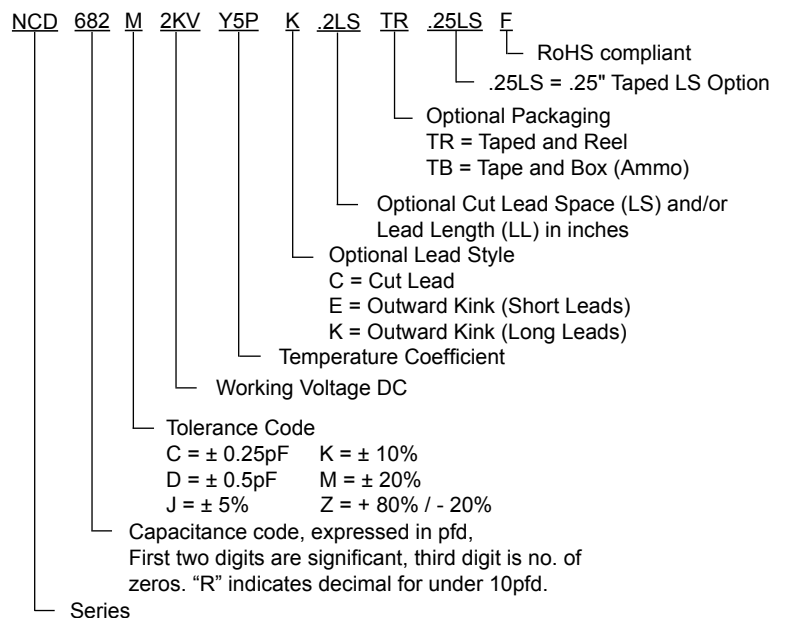 NCD 682 M 2KV Y5P K .2LS TR .25LS F
RoHS compliant
.25LS = .25" Taped LS Option
Optional Packaging
TR = Taped and Reel
TB = Tape and Box (Ammo)
Optional Cut Lead Space (LS) and/or
Lead Length (LL) in inches
Optional Lead Style
C = Cut Lead
E = Outward Kink (Short Leads)
K = Outward Kink (Long Leads)
Temperature Coefficient
Working Voltage DC
Tolerance Code
C = ± 0.25pF K = ± 10%
D = ± 0.5pF M = ± 20%
J = ± 5% Z = + 80% / - 20%
Capacitance code, expressed in pfd,
First two digits are significant, third digit is no. of
zeros. “R” indicates decimal for under 10pfd.
Series